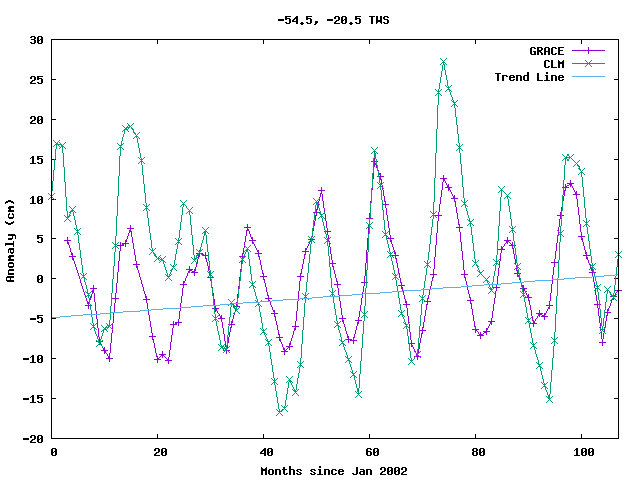 -54.5, -20.5 TWS
GRACE
CLM
Trend Line
30
25
20
15
10
5
0
-5
-10
-15
-20
Anomaly (cm)
0 20 40 60 80 100
Months since Jan 2002